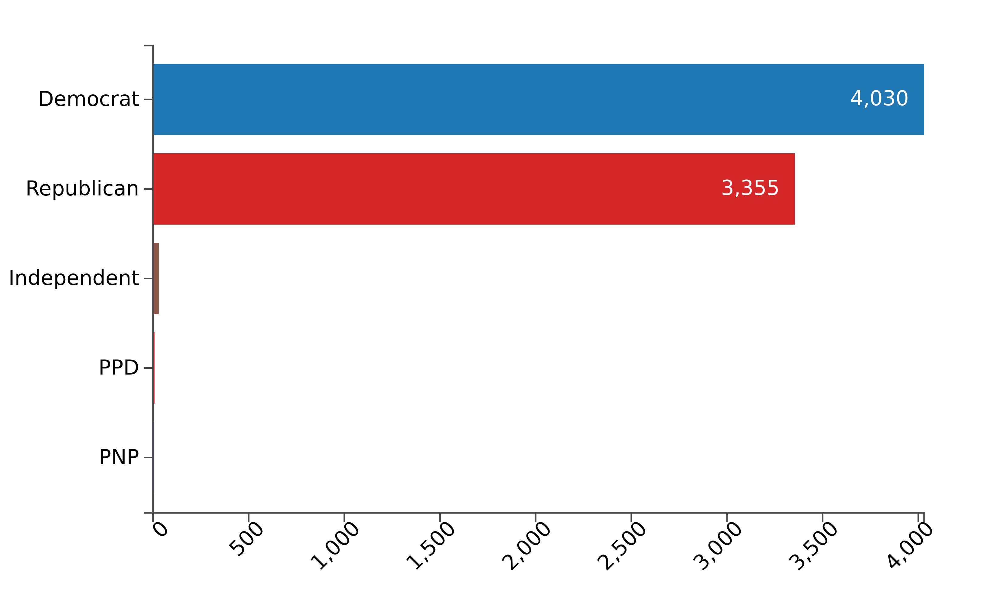 Democrat
4,030
Republican
3,355
Independent
PPD
PNP
0
500
1,000
1,500
2,000
2,500
3,000
3,500
4,000